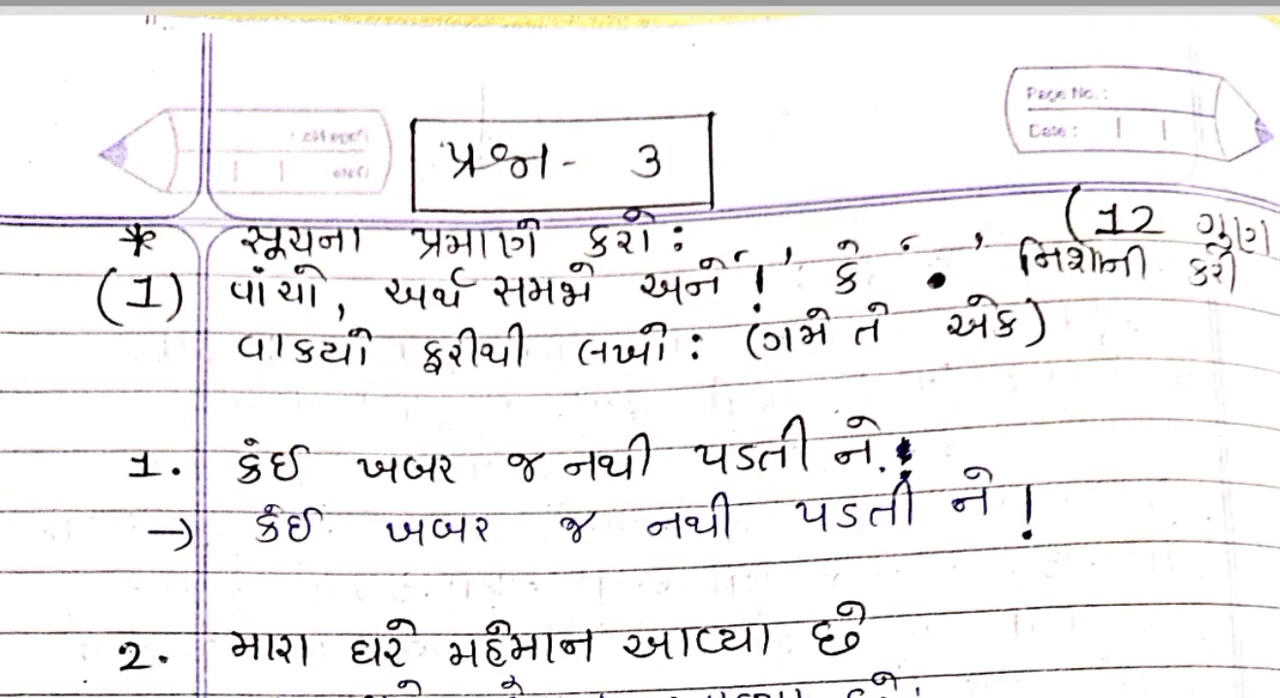 Page No. :
Date :
પ્રશ્ન - 3
* સૂચના પ્રમાણે કરો : (12 ગુણ
(1) વાંચો, અર્થ સમજો અને ' ! ' કે ' . ' નિશાની કરી
વાક્યો ફરીથી લખો : (ગમે તે એક)
1. કંઈ ખબર જ નથી પડતી ને.
→ કંઈ ખબર જ નથી પડતી ને !
2. મારા ઘરે મહેમાન આવ્યા છે